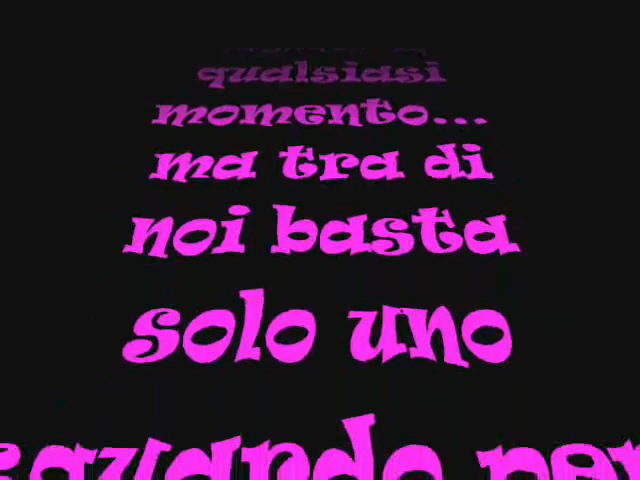 qualsiasi
momento...
ma tra di
noi basta
solo uno